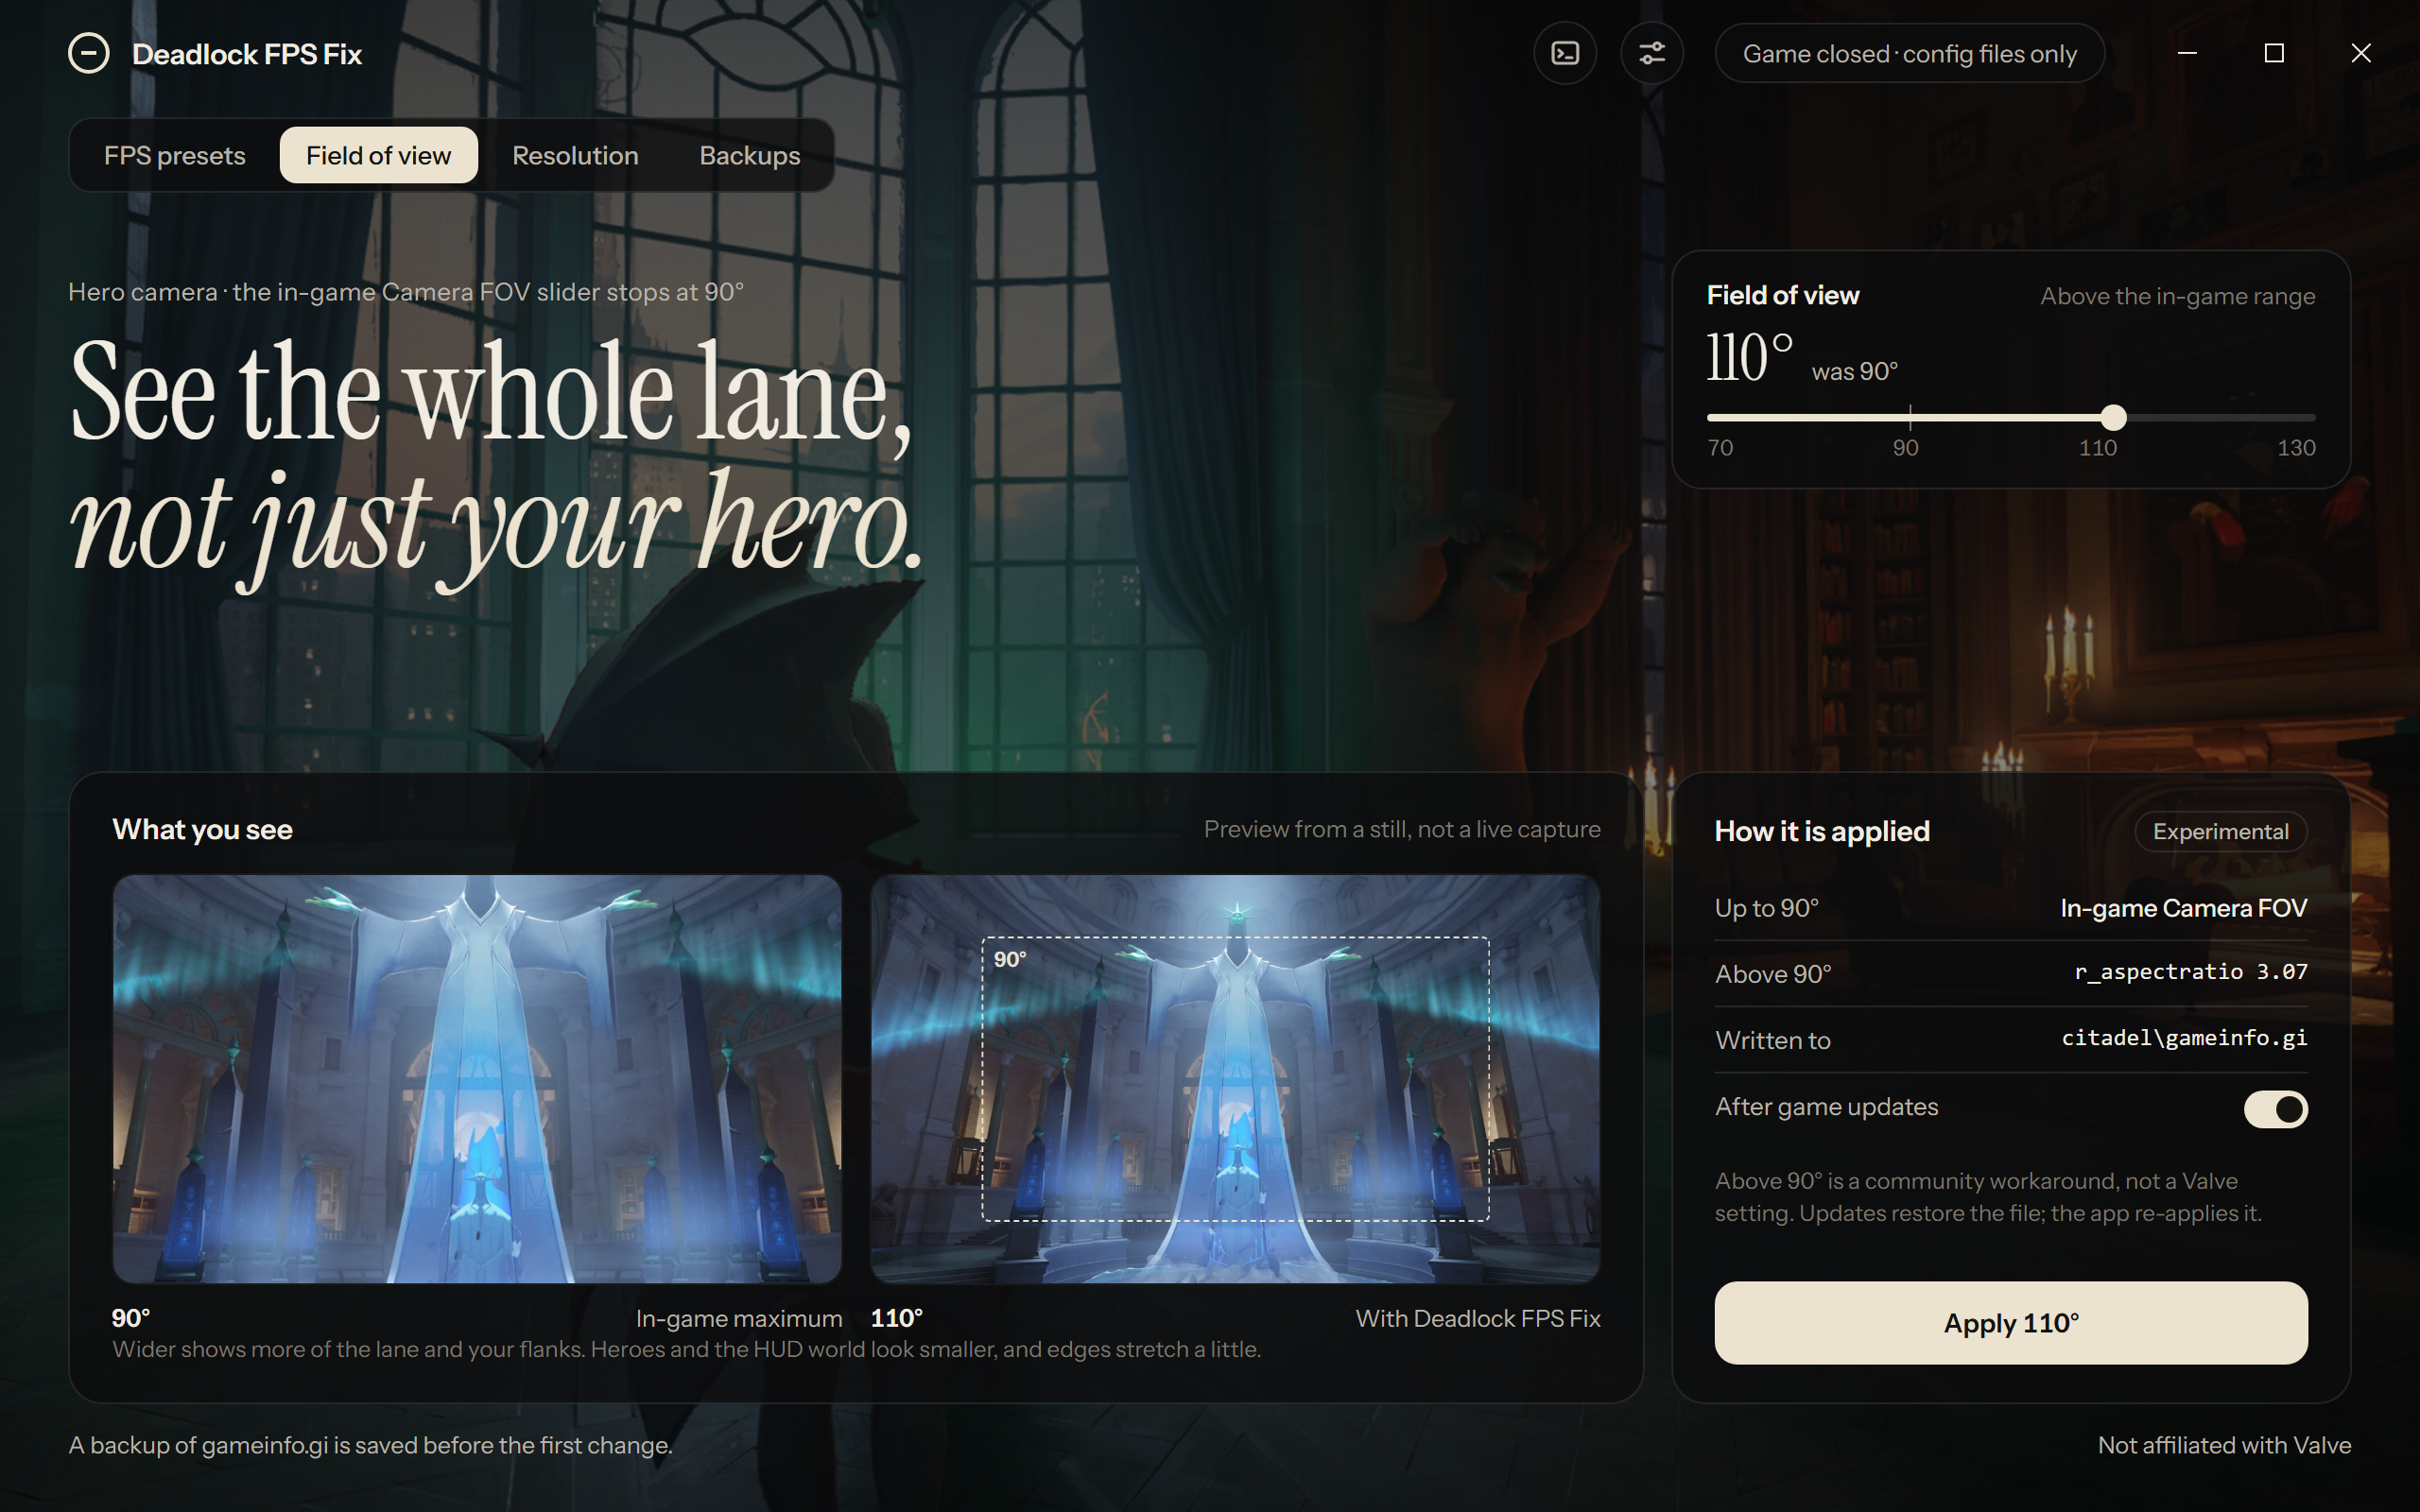 Deadlock FPS Fix
Game closed · config files only
FPS presets
Field of view
Resolution
Backups
Hero camera · the in-game Camera FOV slider stops at 90°
See the whole lane,
not just your hero.
Field of view
Above the in-game range
110° was 90°
70 90 110 130
What you see
Preview from a still, not a live capture
90°
90° In-game maximum
110° With Deadlock FPS Fix
Wider shows more of the lane and your flanks. Heroes and the HUD world look smaller, and edges stretch a little.
How it is applied
Experimental
Up to 90° In-game Camera FOV
Above 90° r_aspectratio 3.07
Written to citadel\gameinfo.gi
After game updates
Above 90° is a community workaround, not a Valve
setting. Updates restore the file; the app re-applies it.
Apply 110°
A backup of gameinfo.gi is saved before the first change.
Not affiliated with Valve